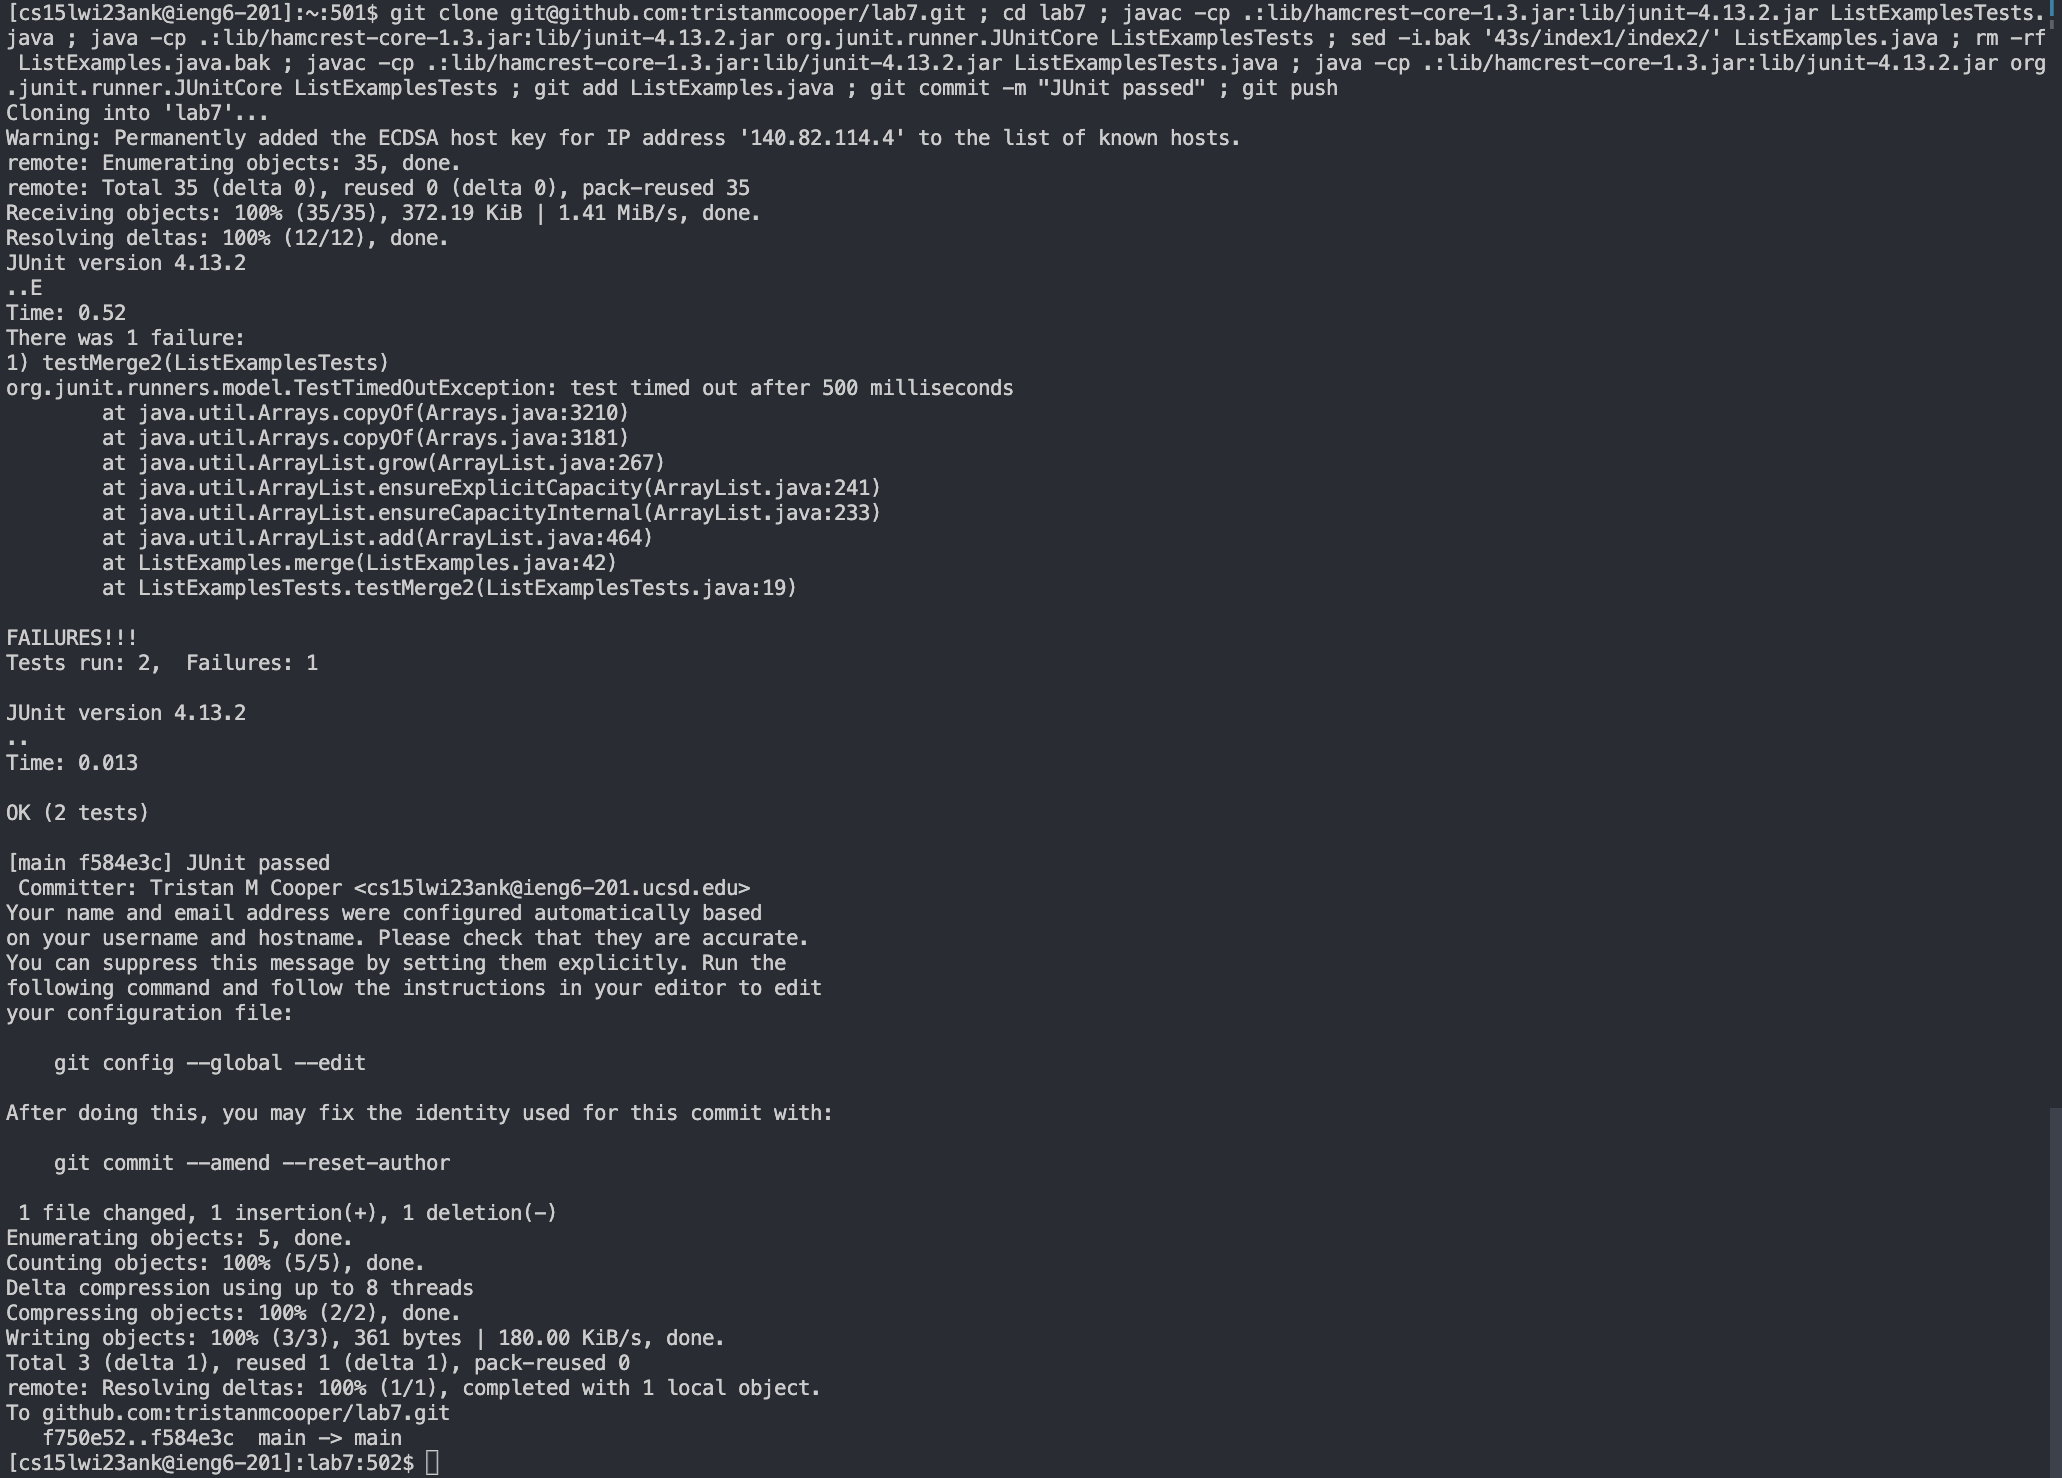 [cs15lwi23ank@ieng6-201]:~:501$ git clone git@github.com:tristanmcooper/lab7.git ; cd lab7 ; javac -cp .:lib/hamcrest-core-1.3.jar:lib/junit-4.13.2.jar ListExamplesTests.
java ; java -cp .:lib/hamcrest-core-1.3.jar:lib/junit-4.13.2.jar org.junit.runner.JUnitCore ListExamplesTests ; sed -i.bak '43s/index1/index2/' ListExamples.java ; rm -rf
 ListExamples.java.bak ; javac -cp .:lib/hamcrest-core-1.3.jar:lib/junit-4.13.2.jar ListExamplesTests.java ; java -cp .:lib/hamcrest-core-1.3.jar:lib/junit-4.13.2.jar org
.junit.runner.JUnitCore ListExamplesTests ; git add ListExamples.java ; git commit -m "JUnit passed" ; git push
Cloning into 'lab7'...
Warning: Permanently added the ECDSA host key for IP address '140.82.114.4' to the list of known hosts.
remote: Enumerating objects: 35, done.
remote: Total 35 (delta 0), reused 0 (delta 0), pack-reused 35
Receiving objects: 100% (35/35), 372.19 KiB | 1.41 MiB/s, done.
Resolving deltas: 100% (12/12), done.
JUnit version 4.13.2
..E
Time: 0.52
There was 1 failure:
1) testMerge2(ListExamplesTests)
org.junit.runners.model.TestTimedOutException: test timed out after 500 milliseconds
        at java.util.Arrays.copyOf(Arrays.java:3210)
        at java.util.Arrays.copyOf(Arrays.java:3181)
        at java.util.ArrayList.grow(ArrayList.java:267)
        at java.util.ArrayList.ensureExplicitCapacity(ArrayList.java:241)
        at java.util.ArrayList.ensureCapacityInternal(ArrayList.java:233)
        at java.util.ArrayList.add(ArrayList.java:464)
        at ListExamples.merge(ListExamples.java:42)
        at ListExamplesTests.testMerge2(ListExamplesTests.java:19)

FAILURES!!!
Tests run: 2,  Failures: 1

JUnit version 4.13.2
..
Time: 0.013

OK (2 tests)

[main f584e3c] JUnit passed
 Committer: Tristan M Cooper <cs15lwi23ank@ieng6-201.ucsd.edu>
Your name and email address were configured automatically based
on your username and hostname. Please check that they are accurate.
You can suppress this message by setting them explicitly. Run the
following command and follow the instructions in your editor to edit
your configuration file:

    git config --global --edit

After doing this, you may fix the identity used for this commit with:

    git commit --amend --reset-author

 1 file changed, 1 insertion(+), 1 deletion(-)
Enumerating objects: 5, done.
Counting objects: 100% (5/5), done.
Delta compression using up to 8 threads
Compressing objects: 100% (2/2), done.
Writing objects: 100% (3/3), 361 bytes | 180.00 KiB/s, done.
Total 3 (delta 1), reused 1 (delta 1), pack-reused 0
remote: Resolving deltas: 100% (1/1), completed with 1 local object.
To github.com:tristanmcooper/lab7.git
   f750e52..f584e3c  main -> main
[cs15lwi23ank@ieng6-201]:lab7:502$